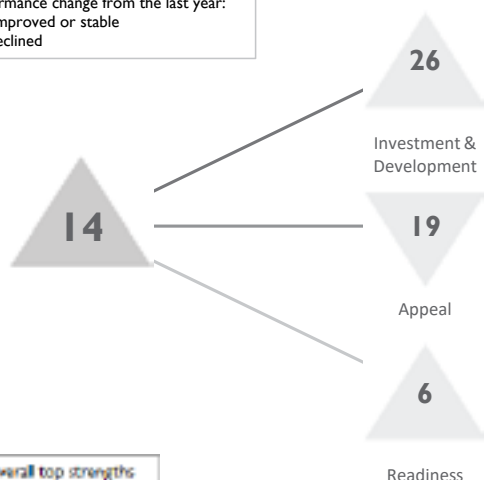 rmance change from the last year:
mproved or stable
eclined
26
Investment &
Development
14
19
Appeal
6
verall top strengths
Readiness